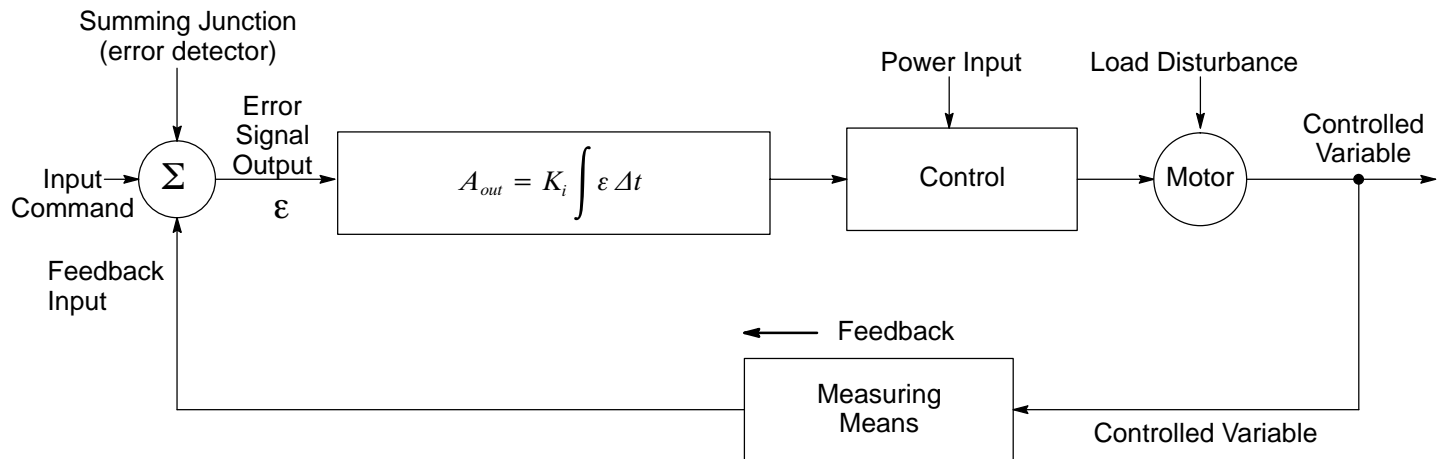 Summing Junction
(error detector)
Power Input
Load Disturbance
Error
Signal
Output
ε
Controlled
Variable
Input
Command
Σ
A_out = K_i ∫ ε Δt
Control
Motor
Feedback
Input
Feedback
Measuring
Means
Controlled Variable